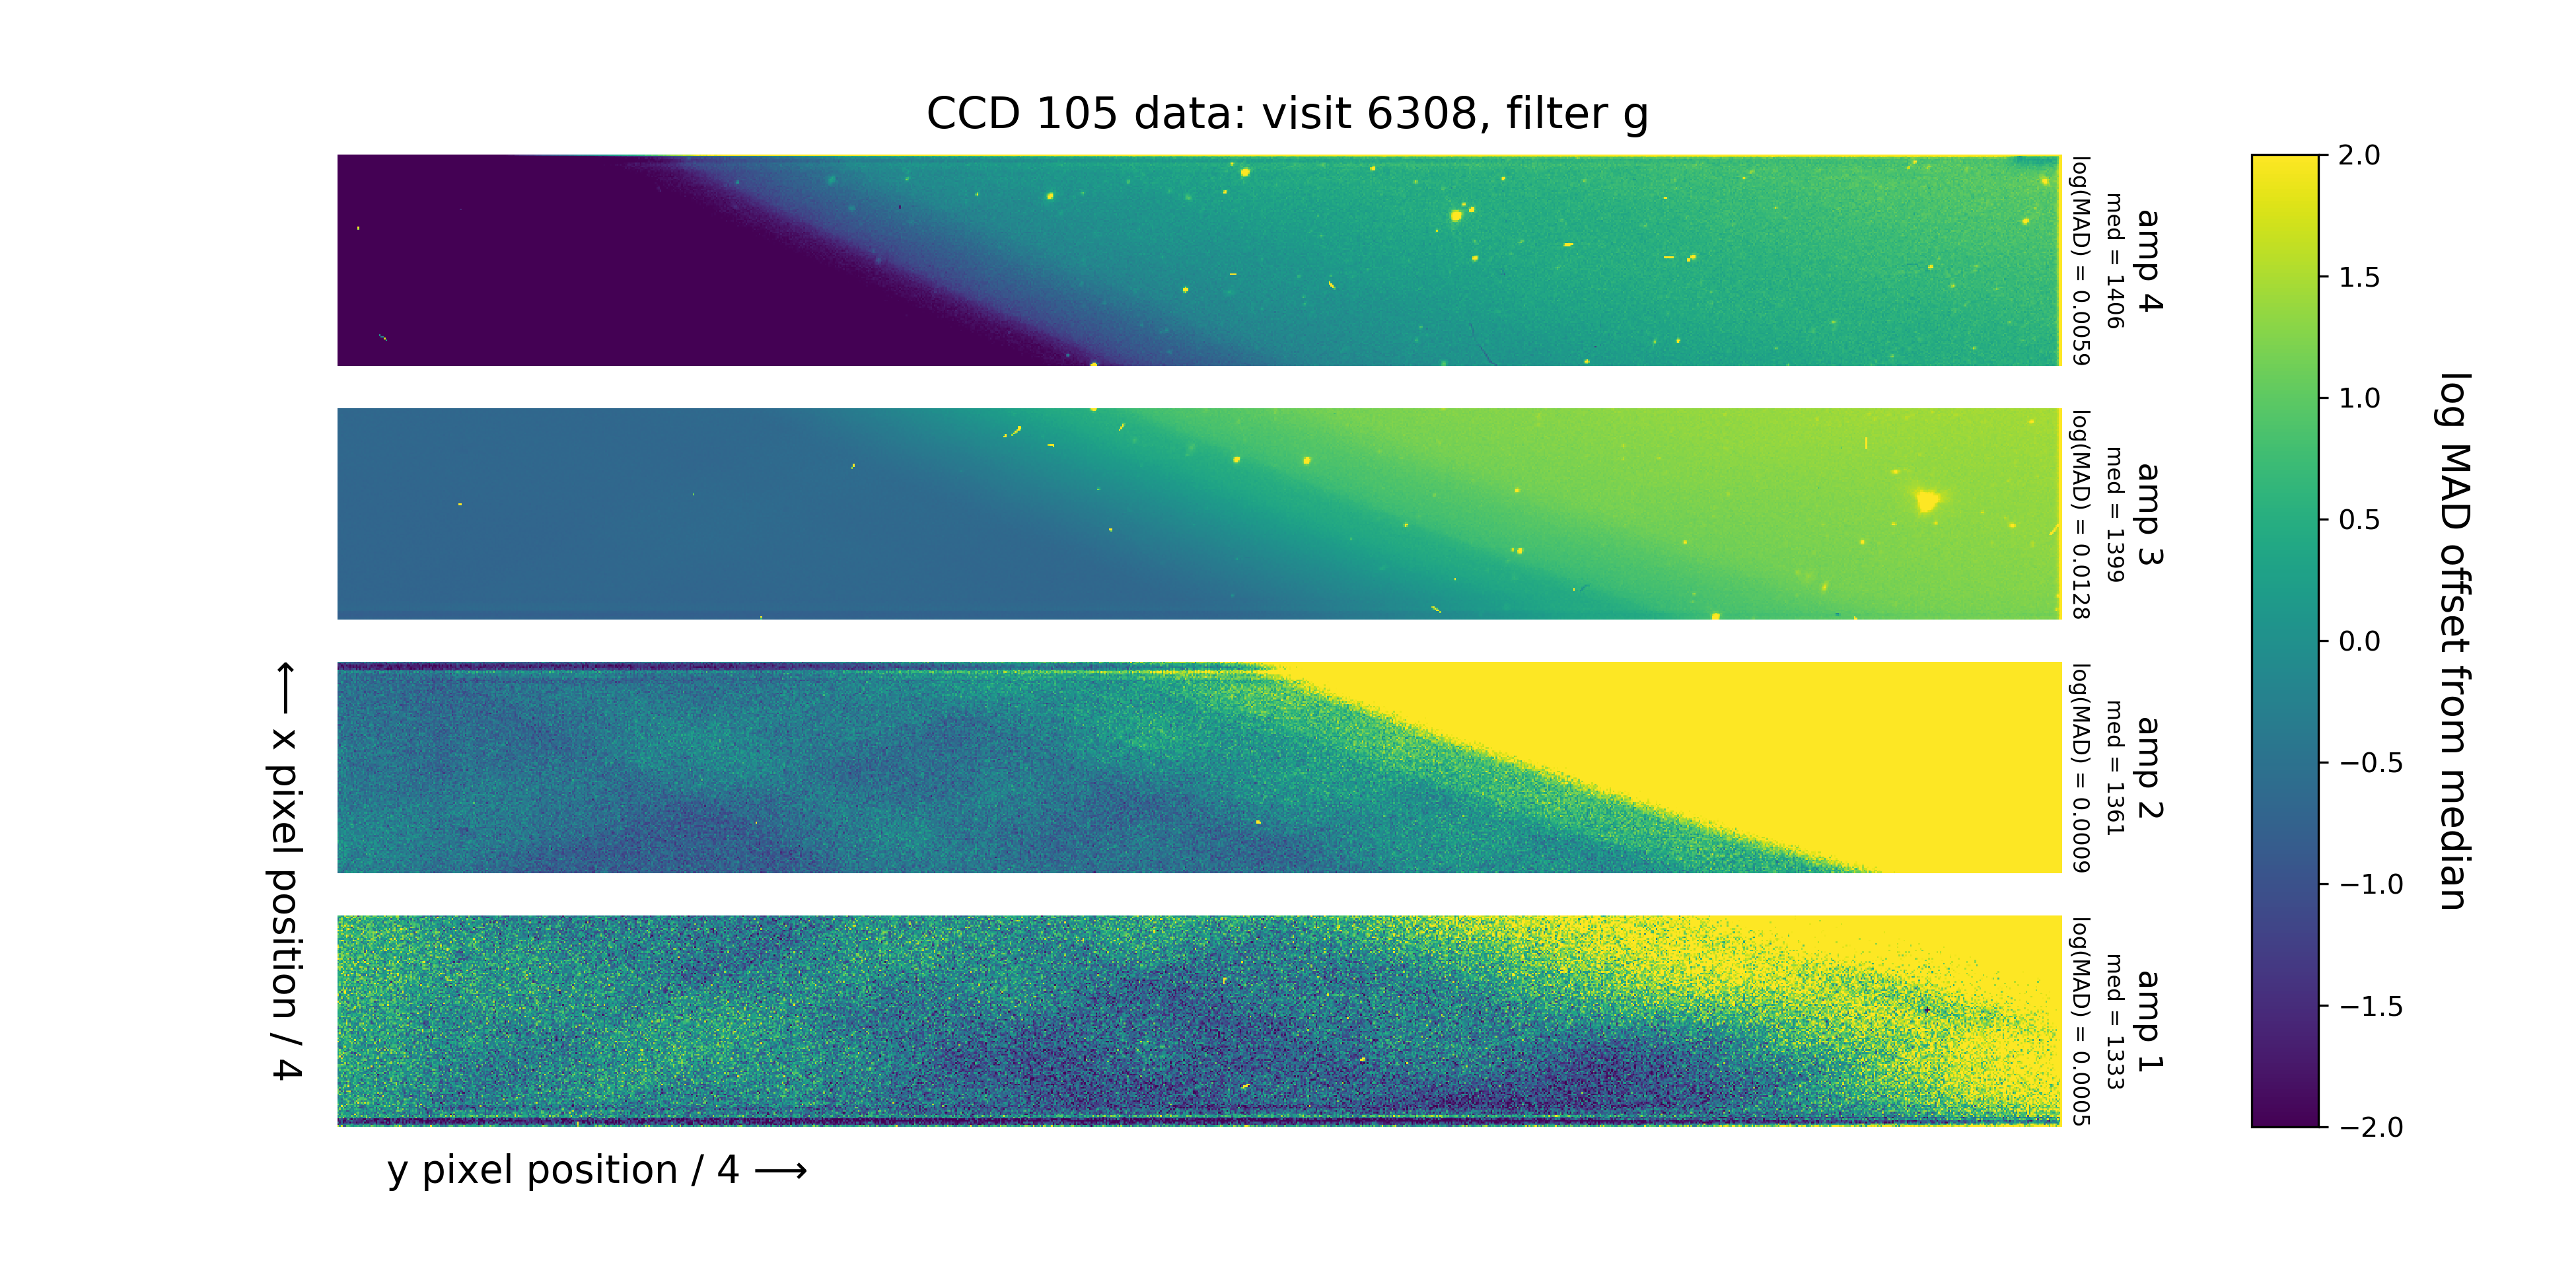 CCD 105 data: visit 6308, filter g
amp 4
med = 1406
log(MAD) = 0.0059
amp 3
med = 1399
log(MAD) = 0.0128
amp 2
med = 1361
log(MAD) = 0.0009
amp 1
med = 1333
log(MAD) = 0.0005
⟵ x pixel position / 4
y pixel position / 4 ⟶
2.0
1.5
1.0
0.5
0.0
−0.5
−1.0
−1.5
−2.0
log MAD offset from median